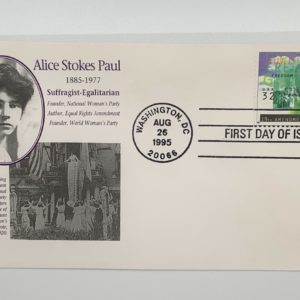 Alice Stokes Paul
1885-1977
Suffragist-Egalitarian
Founder, National Woman's Party
Author, Equal Rights Amendment
Founder, World Woman's Party
WASHINGTON, DC
AUG
26
1995
20066
FIRST DAY OF IS
32